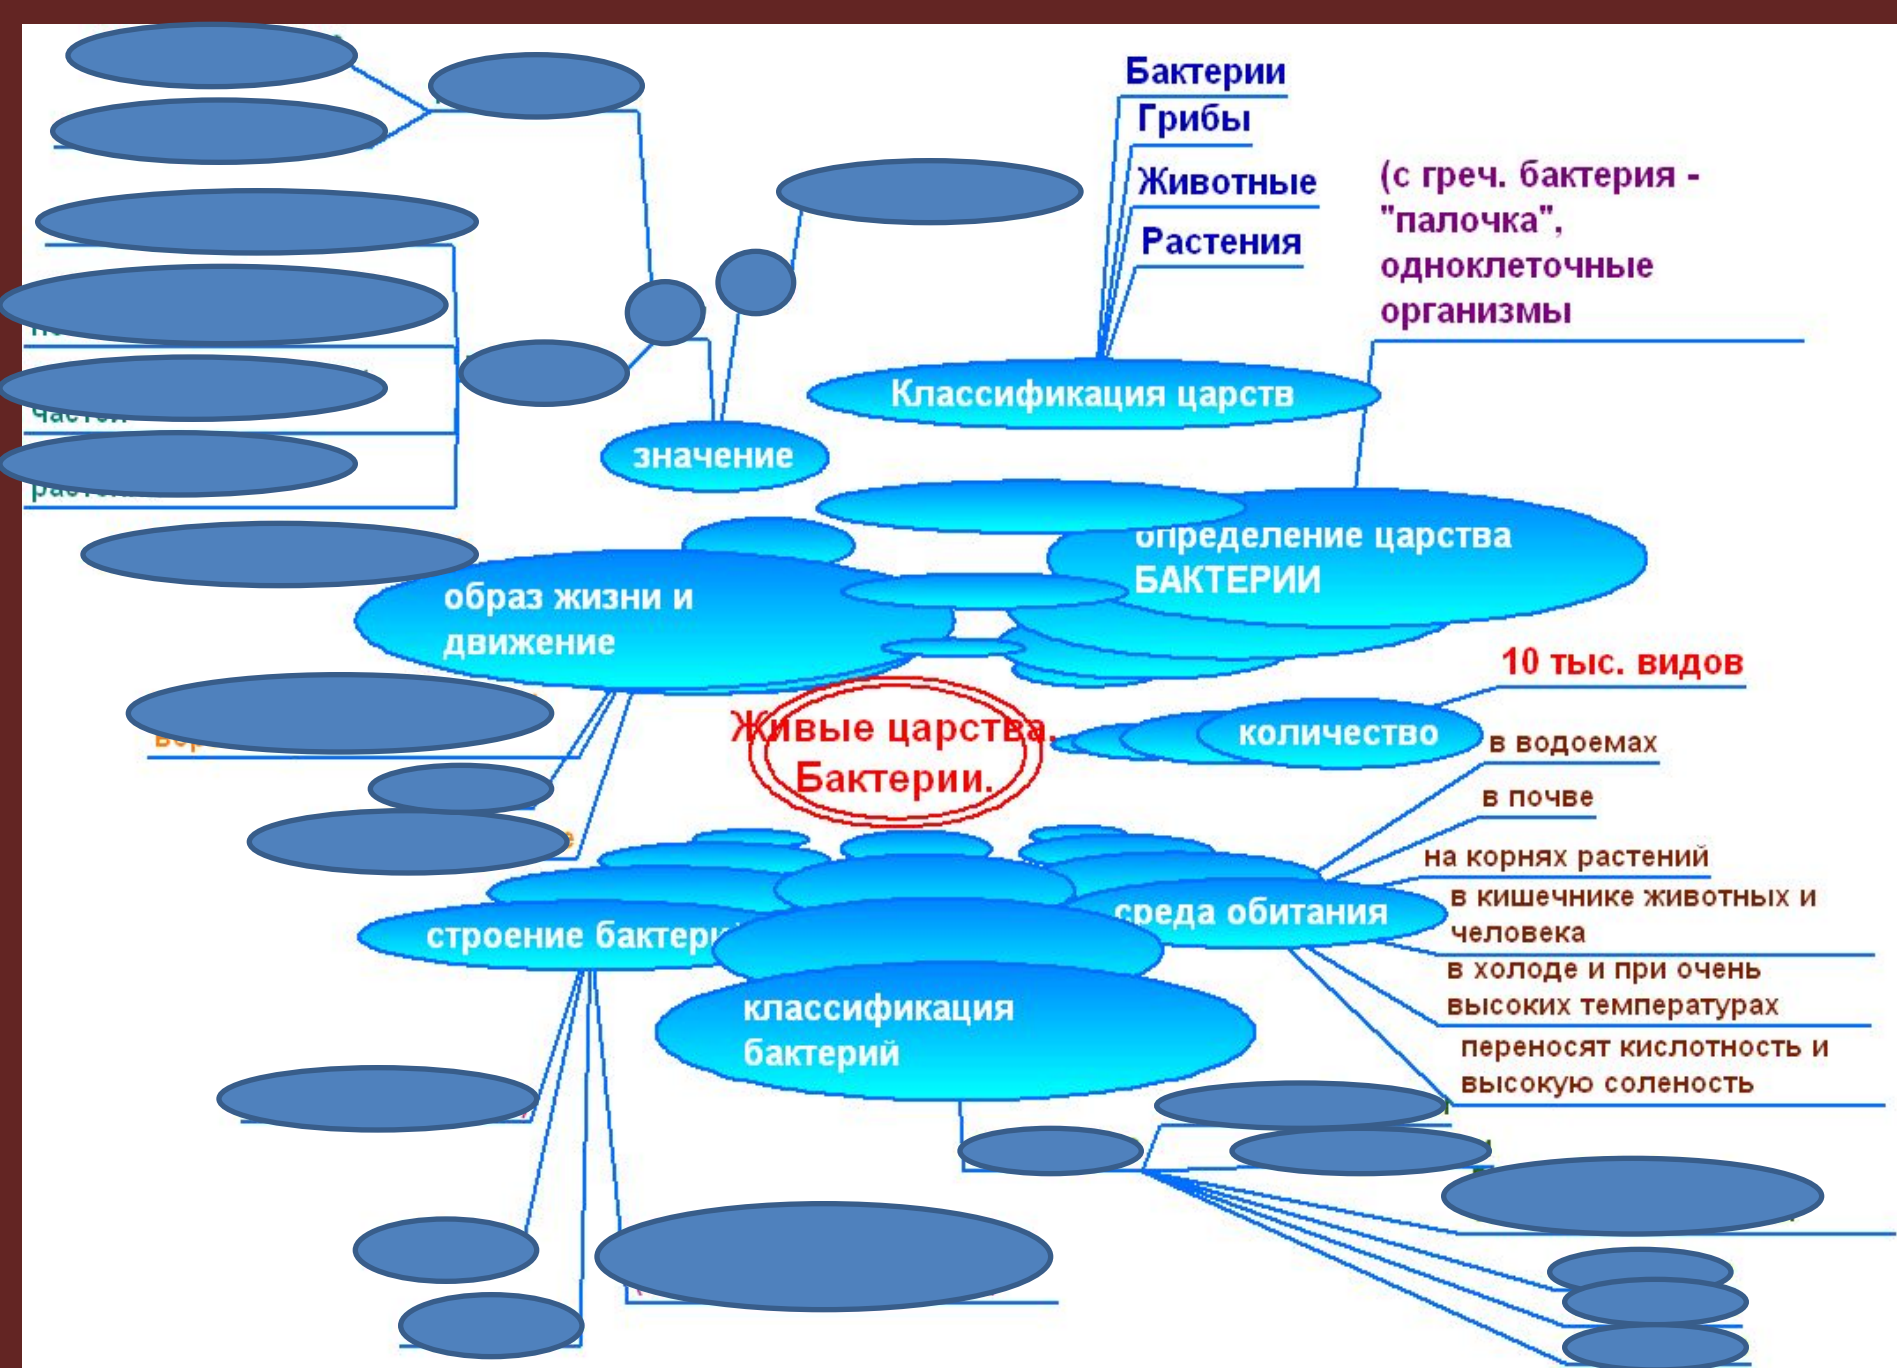 Бактерии
Грибы
Животные
Растения
(с греч. бактерия -
"палочка",
одноклеточные
организмы
Классификация царств
значение
определение царства
БАКТЕРИИ
образ жизни и
движение
10 тыс. видов
количество
Живые царства.
Бактерии.
в водоемах
в почве
на корнях растений
в кишечнике животных и
человека
в холоде и при очень
высоких температурах
переносят кислотность и
высокую соленость
среда обитания
строение бактери
классификация
бактерий